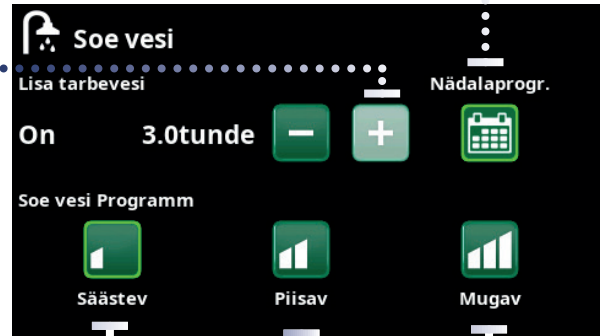 Soe vesi
Lisa tarbevesi
Nädalaprogr.
On 3.0tunde
Soe vesi Programm
Säästev
Piisav
Mugav